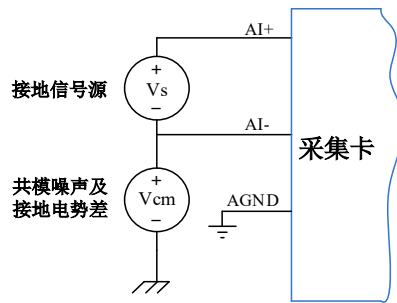 AI+
+
Vs
−
接地信号源
AI-
采集卡
+
Vcm
−
共模噪声及
接地电势差
AGND